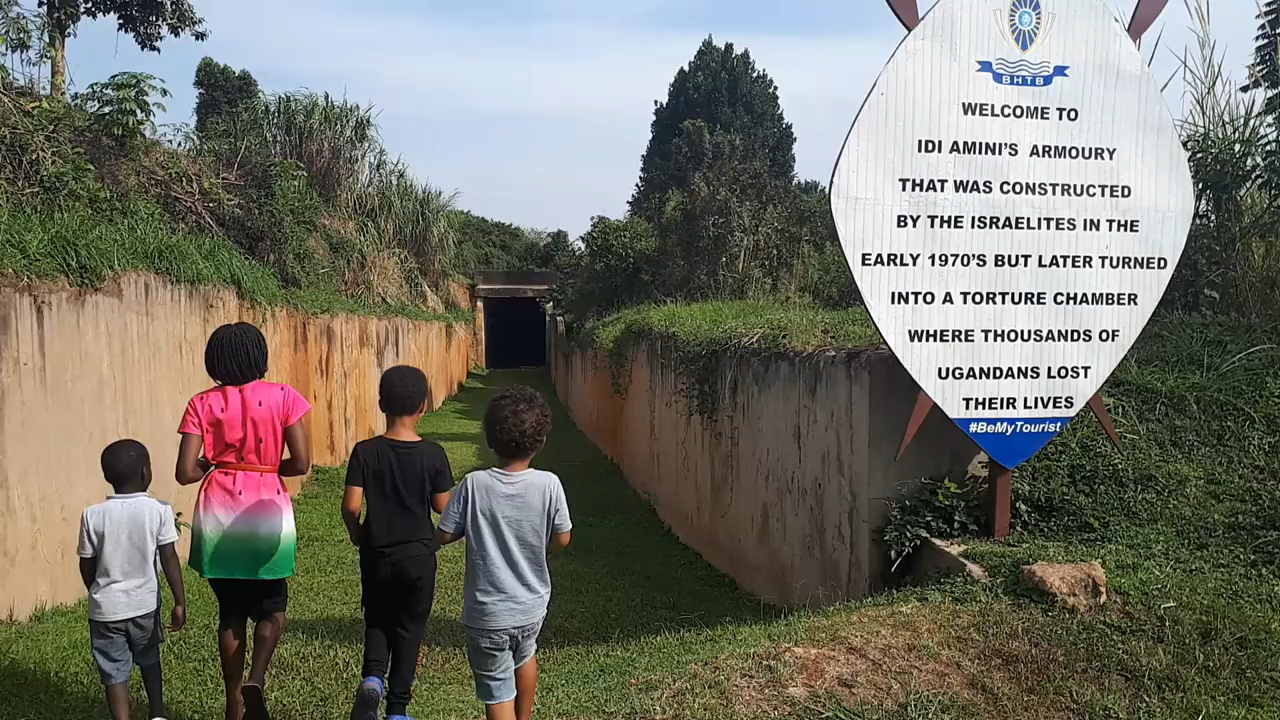 BHTB
WELCOME TO
IDI AMINI'S ARMOURY
THAT WAS CONSTRUCTED
BY THE ISRAELITES IN THE
EARLY 1970'S BUT LATER TURNED
INTO A TORTURE CHAMBER
WHERE THOUSANDS OF
UGANDANS LOST
THEIR LIVES
#BeMyTourist